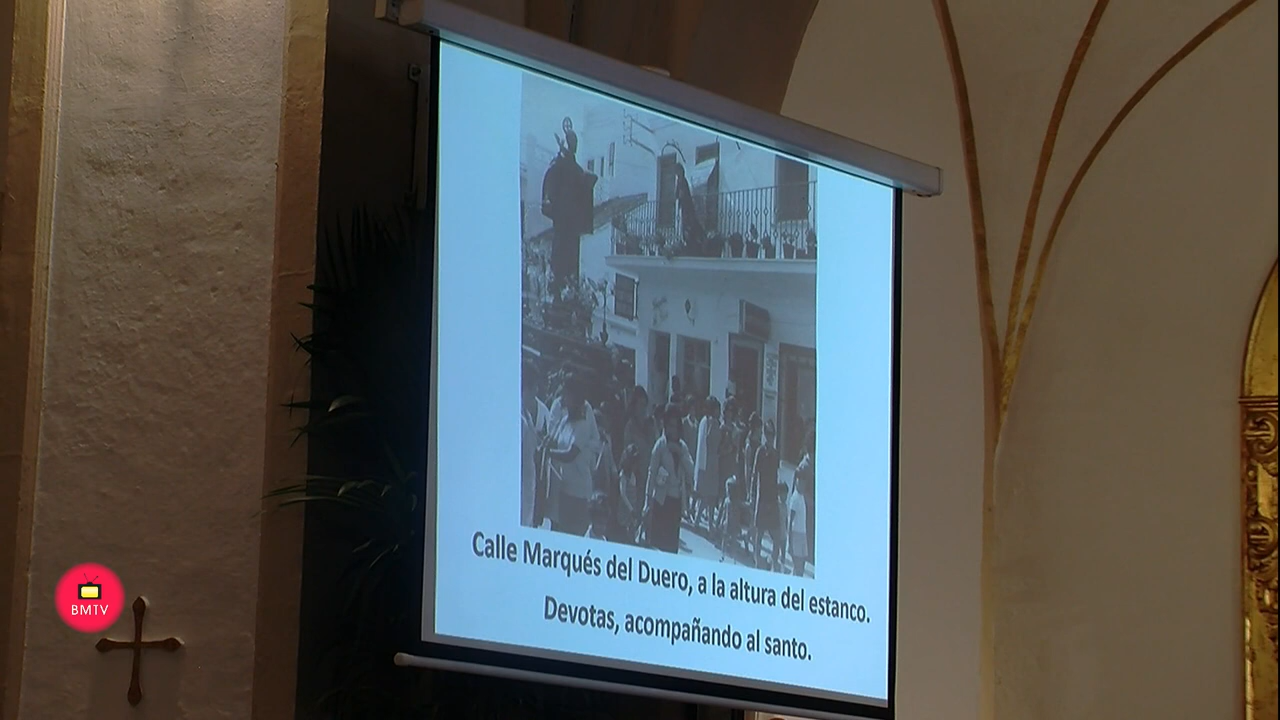 Calle Marqués del Duero, a la altura del estanco.
Devotas, acompañando al santo.
BMTV